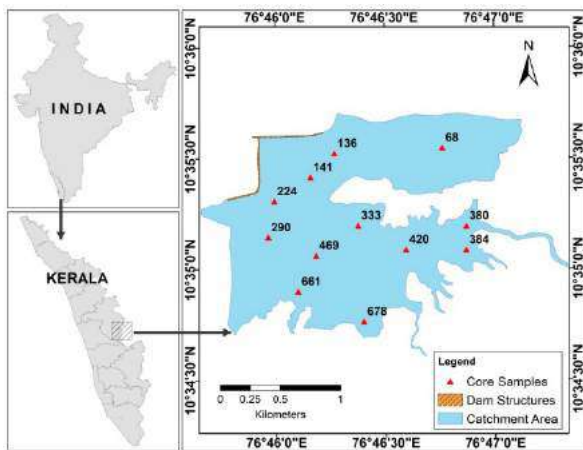 INDIA
KERALA
76°46'0"E 76°46'30"E 76°47'0"E
10°36'0"N
10°35'30"N
10°35'0"N
10°34'30"N
10°36'0"N
10°35'30"N
10°35'0"N
10°34'30"N
N
136
68
141
224
333
380
290
420
384
469
661
678
Legend
Core Samples
Dam Structures
Catchment Area
0 0.25 0.5 1
Kilometers
76°46'0"E 76°46'30"E 76°47'0"E